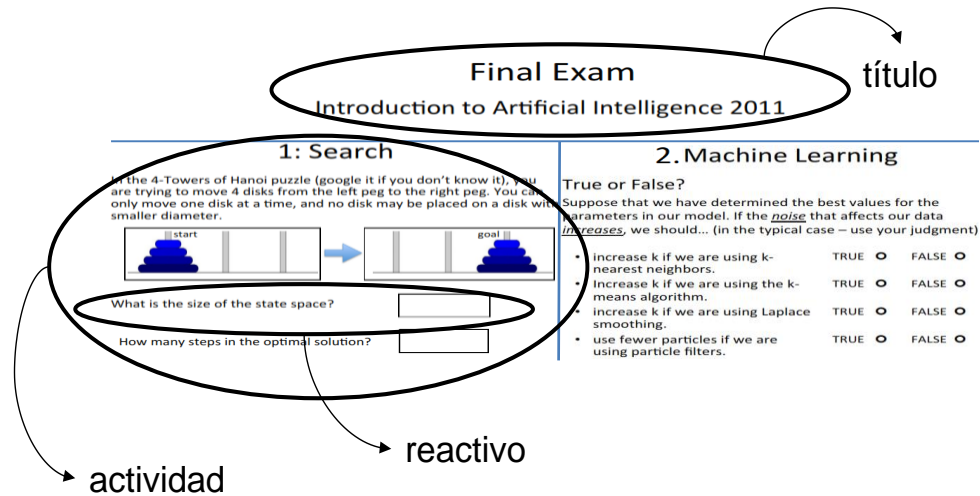 título
Final Exam
Introduction to Artificial Intelligence 2011
1: Search
In the 4-Towers of Hanoi puzzle (google it if you don't know it), you
are trying to move 4 disks from the left peg to the right peg. You can
only move one disk at a time, and no disk may be placed on a disk with
smaller diameter.
start
goal
What is the size of the state space?
How many steps in the optimal solution?
2. Machine Learning
True or False?
Suppose that we have determined the best values for the
parameters in our model. If the noise that affects our data
increases, we should... (in the typical case – use your judgment)
• increase k if we are using k-
nearest neighbors.
TRUE FALSE
• Increase k if we are using the k-
means algorithm.
TRUE FALSE
• increase k if we are using Laplace
smoothing.
TRUE FALSE
• use fewer particles if we are
using particle filters.
TRUE FALSE
reactivo
actividad